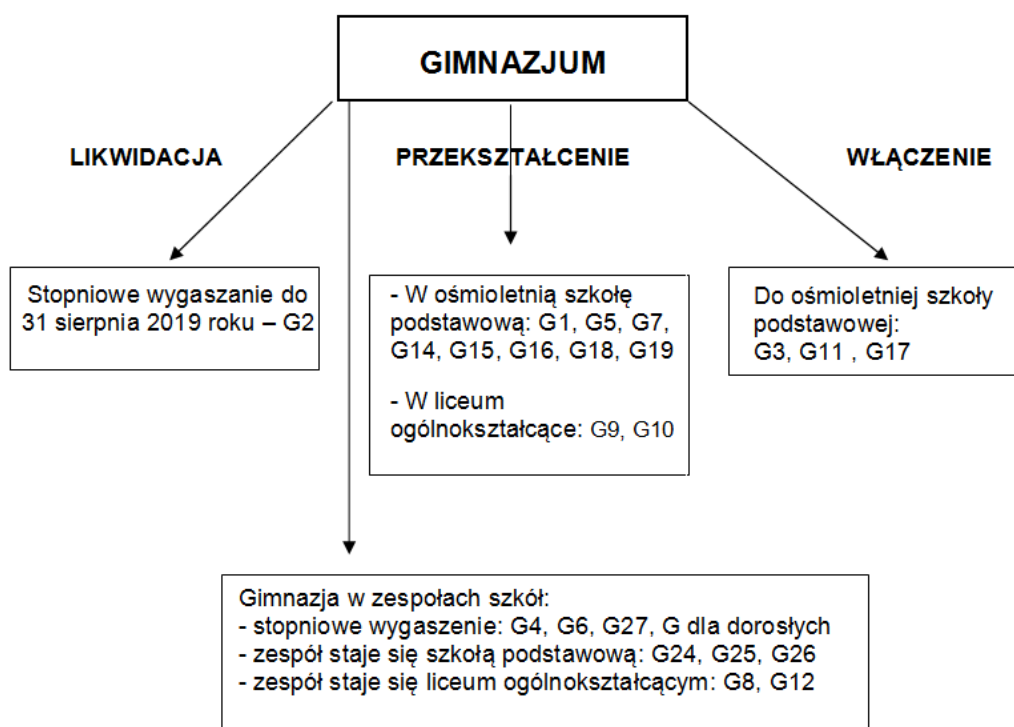 GIMNAZJUM
LIKWIDACJA
PRZEKSZTAŁCENIE
WŁĄCZENIE
Stopniowe wygaszanie do
31 sierpnia 2019 roku – G2
- W ośmioletnią szkołę
podstawową: G1, G5, G7,
G14, G15, G16, G18, G19
- W liceum
ogólnokształcące: G9, G10
Do ośmioletniej szkoły
podstawowej:
G3, G11 , G17
Gimnazja w zespołach szkół:
- stopniowe wygaszenie: G4, G6, G27, G dla dorosłych
- zespół staje się szkołą podstawową: G24, G25, G26
- zespół staje się liceum ogólnokształcącym: G8, G12